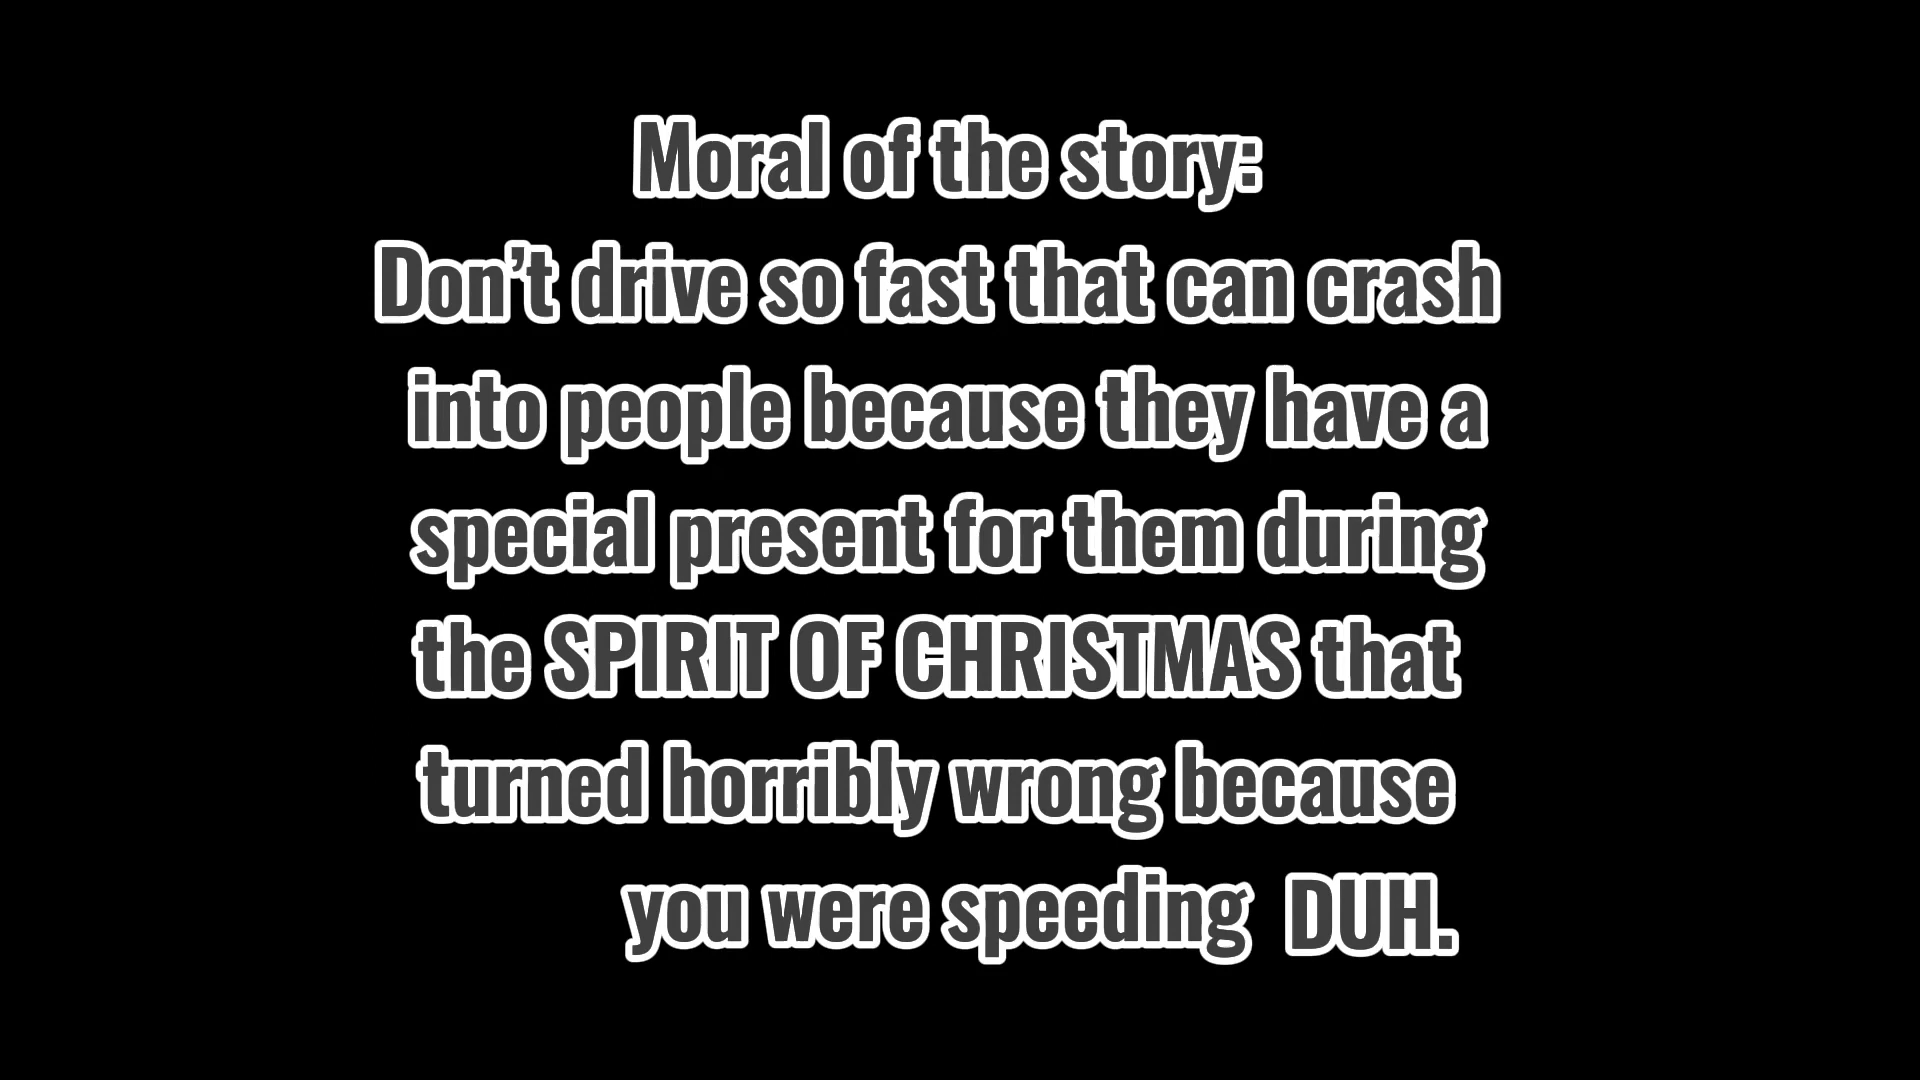 Moral of the story:
Don't drive so fast that can crash
into people because they have a
special present for them during
the SPIRIT OF CHRISTMAS that
turned horribly wrong because
you were speeding DUH.